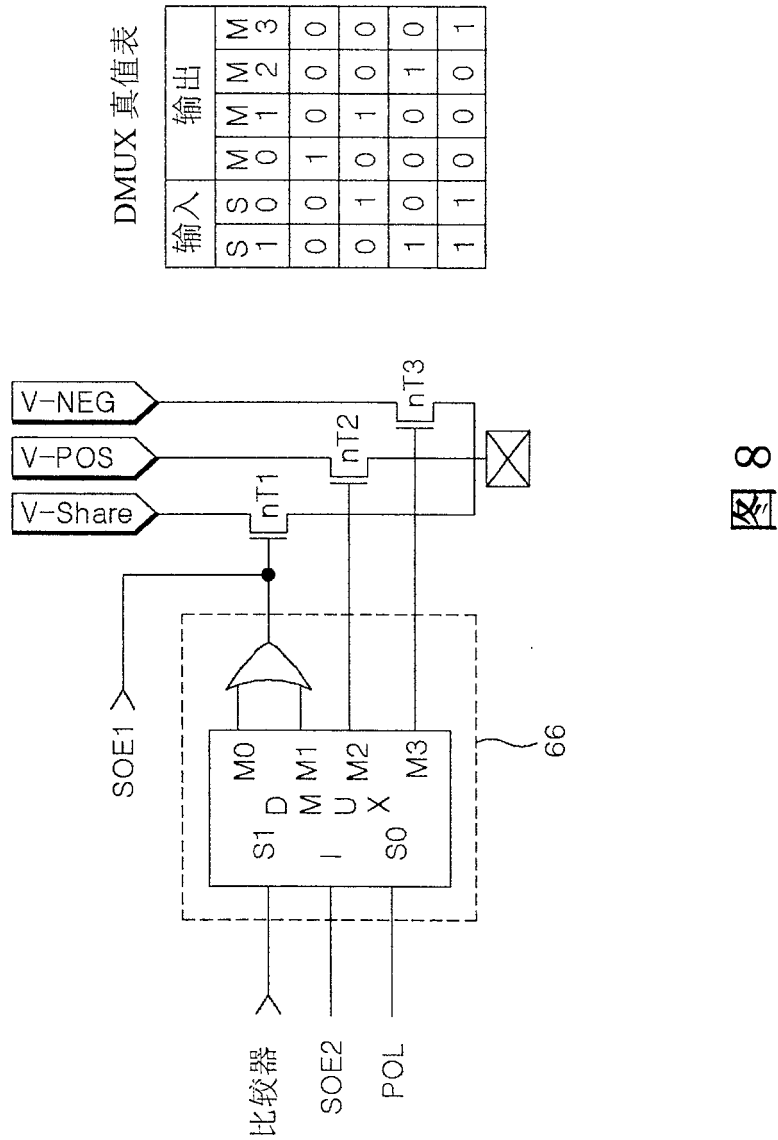 DMUX 真值表
输入 输出
S1 S0 M0 M1 M2 M3
0 0 1 0 0 0
0 1 0 1 0 0
1 0 0 0 1 0
1 1 0 0 0 1
V-NEG
V-POS
V-Share
nT1
nT2
nT3
SOE1
M0
M1
M2
M3
S1
I
S0
DMUX
66
比较器
SOE2
POL
图 8